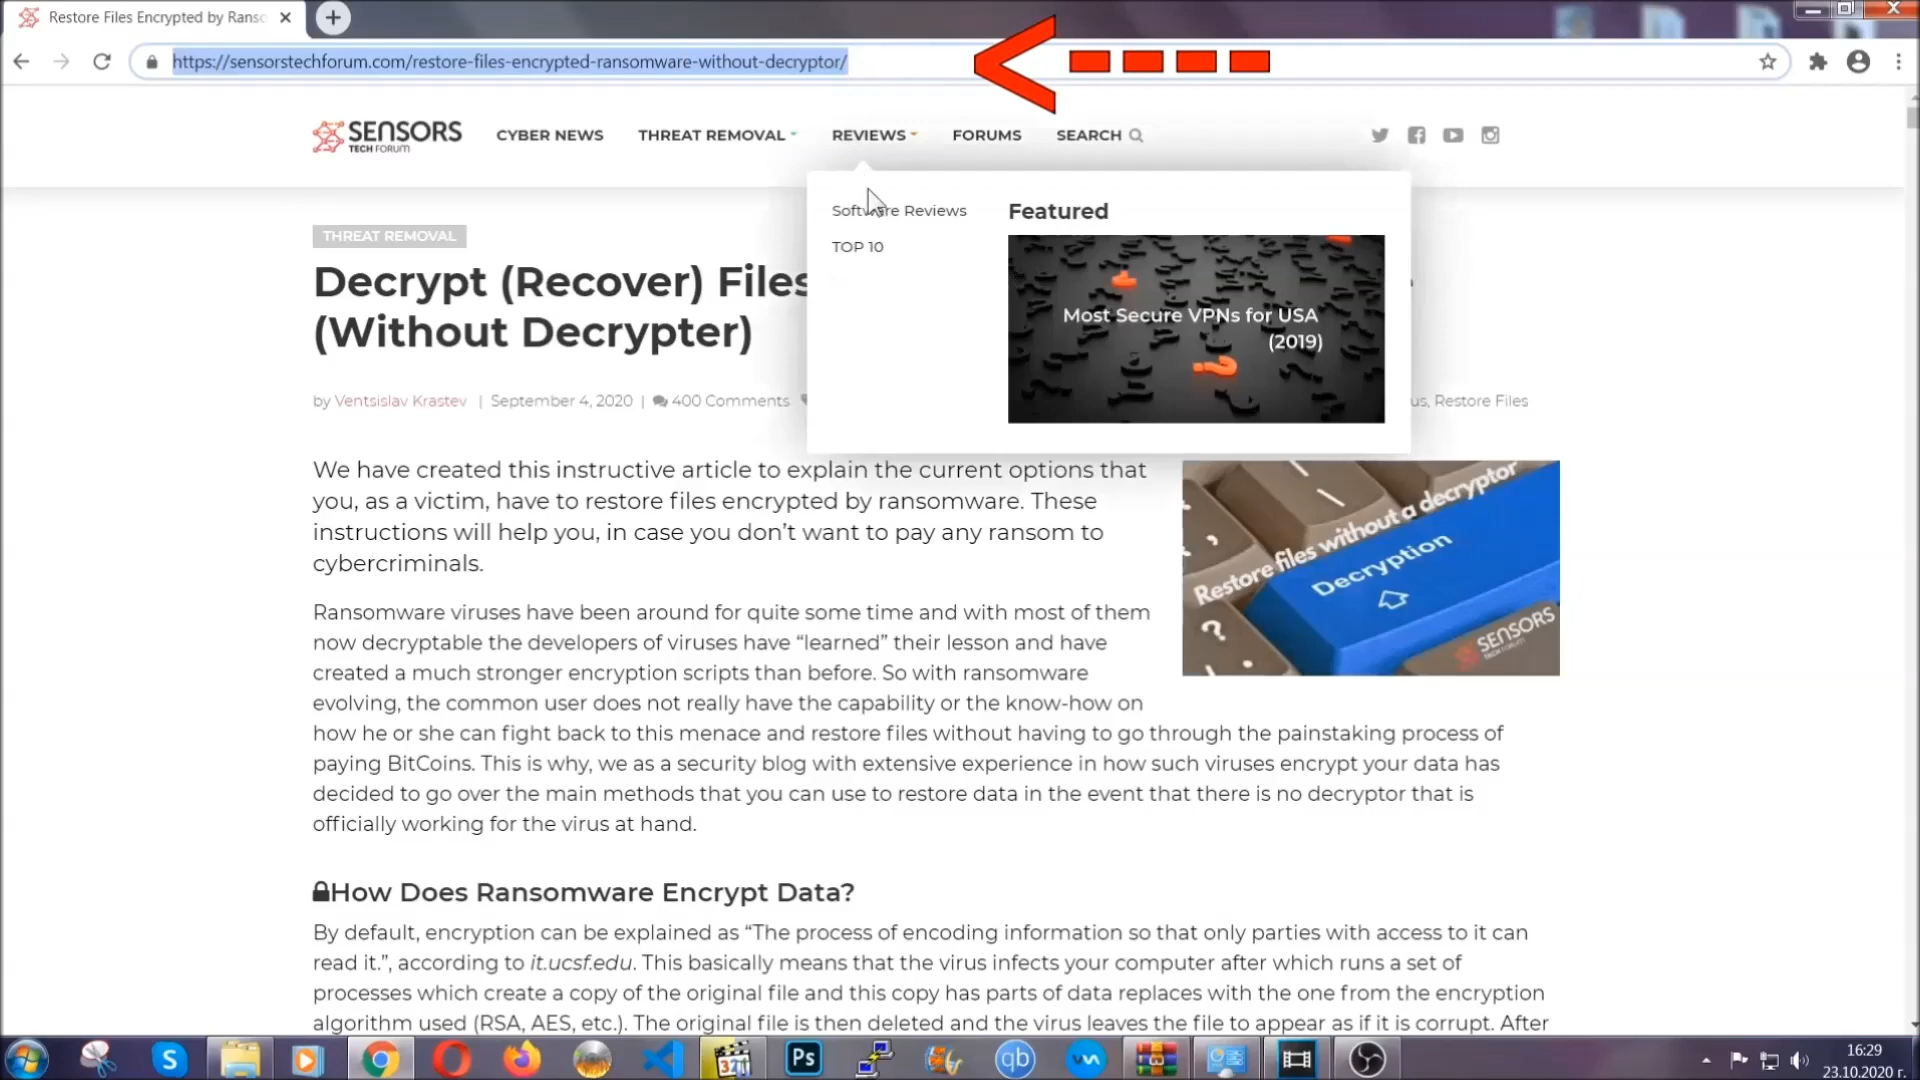 Restore Files Encrypted by Ranso
https://sensorstechforum.com/restore-files-encrypted-ransomware-without-decryptor/
SENSORS
TECH FORUM
CYBER NEWS
THREAT REMOVAL
REVIEWS
FORUMS
SEARCH
Software Reviews
TOP 10
Featured
Most Secure VPNs for USA
(2019)
THREAT REMOVAL
Decrypt (Recover) Files
(Without Decrypter)
by Ventsislav Krastev | September 4, 2020 | 400 Comments
us, Restore Files
We have created this instructive article to explain the current options that
you, as a victim, have to restore files encrypted by ransomware. These
instructions will help you, in case you don’t want to pay any ransom to
cybercriminals.
Restore files without a decryptor
Decryption
SENSORS
TECH FORUM
Ransomware viruses have been around for quite some time and with most of them
now decryptable the developers of viruses have “learned” their lesson and have
created a much stronger encryption scripts than before. So with ransomware
evolving, the common user does not really have the capability or the know-how on
how he or she can fight back to this menace and restore files without having to go through the painstaking process of
paying BitCoins. This is why, we as a security blog with extensive experience in how such viruses encrypt your data has
decided to go over the main methods that you can use to restore data in the event that there is no decryptor that is
officially working for the virus at hand.
How Does Ransomware Encrypt Data?
By default, encryption can be explained as “The process of encoding information so that only parties with access to it can
read it.”, according to it.ucsf.edu. This basically means that the virus infects your computer after which runs a set of
processes which create a copy of the original file and this copy has parts of data replaces with the one from the encryption
algorithm used (RSA, AES, etc.). The original file is then deleted and the virus leaves the file to appear as if it is corrupt. After
S
321
Ps
qb
16:29
23.10.2020 г.